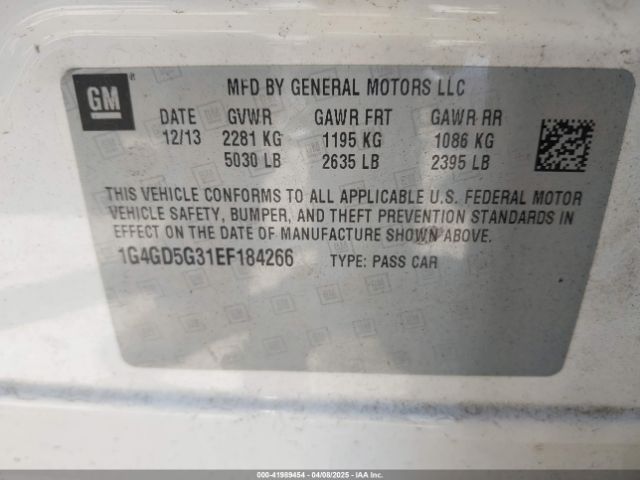 GM
MFD BY GENERAL MOTORS LLC
DATE GVWR GAWR FRT GAWR RR
12/13 2281 KG 1195 KG 1086 KG
5030 LB 2635 LB 2395 LB
THIS VEHICLE CONFORMS TO ALL APPLICABLE U.S. FEDERAL MOTOR
VEHICLE SAFETY, BUMPER, AND THEFT PREVENTION STANDARDS IN
EFFECT ON THE DATE OF MANUFACTURE SHOWN ABOVE.
1G4GD5G31EF184266 TYPE: PASS CAR
000-41989454 - 04/08/2025 - IAA Inc.